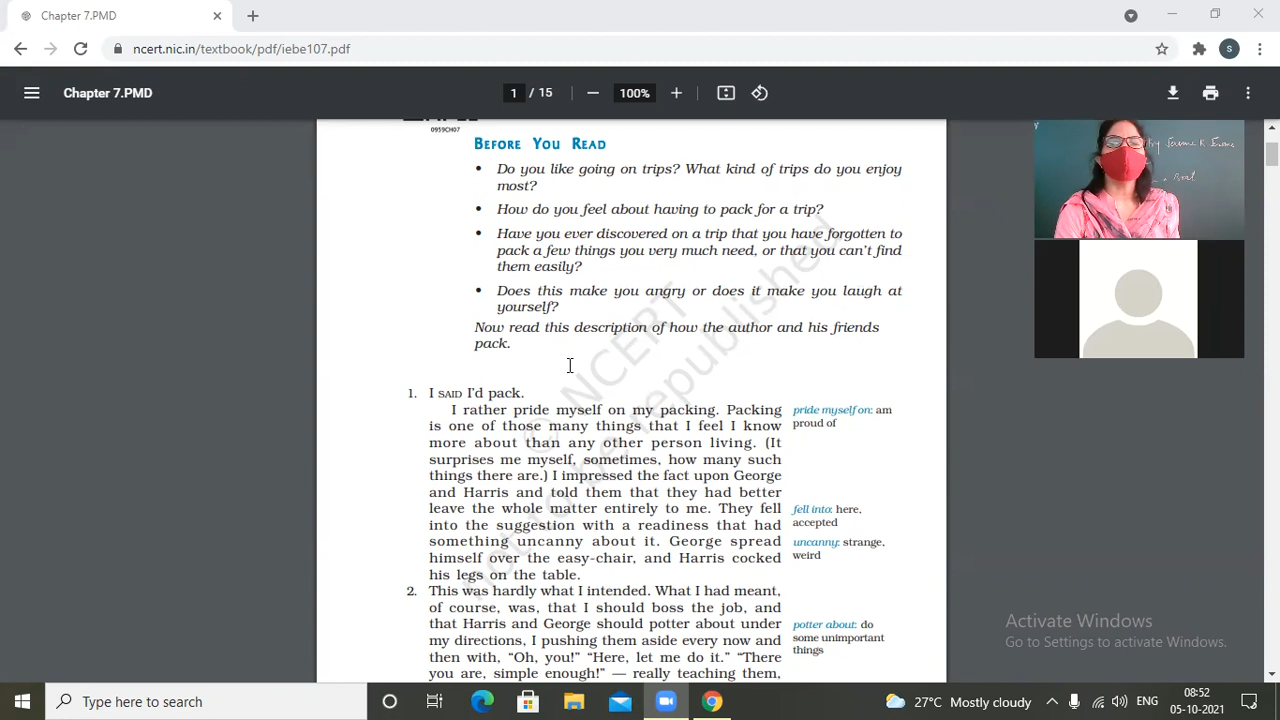 Chapter 7.PMD
ncert.nic.in/textbook/pdf/iebe107.pdf
S
Chapter 7.PMD
1 / 15
100%
0959CH07
BEFORE YOU READ
• Do you like going on trips? What kind of trips do you enjoy
most?
• How do you feel about having to pack for a trip?
• Have you ever discovered on a trip that you have forgotten to
pack a few things you very much need, or that you can't find
them easily?
• Does this make you angry or does it make you laugh at
yourself?
Now read this description of how the author and his friends
pack.
1. I SAID I'd pack.
I rather pride myself on my packing. Packing
is one of those many things that I feel I know
more about than any other person living. (It
surprises me myself, sometimes, how many such
things there are.) I impressed the fact upon George
and Harris and told them that they had better
leave the whole matter entirely to me. They fell
into the suggestion with a readiness that had
something uncanny about it. George spread
himself over the easy-chair, and Harris cocked
his legs on the table.
2. This was hardly what I intended. What I had meant,
of course, was, that I should boss the job, and
that Harris and George should potter about under
my directions, I pushing them aside every now and
then with, “Oh, you!” “Here, let me do it.” “There
you are, simple enough!” — really teaching them,
pride myself on: am
proud of
fell into: here,
accepted
uncanny: strange,
weird
potter about: do
some unimportant
things
© NCERT
not to be republished
by Jerome K
Activate Windows
Go to Settings to activate Windows.
Type here to search
27°C Mostly cloudy
ENG
08:52
05-10-2021